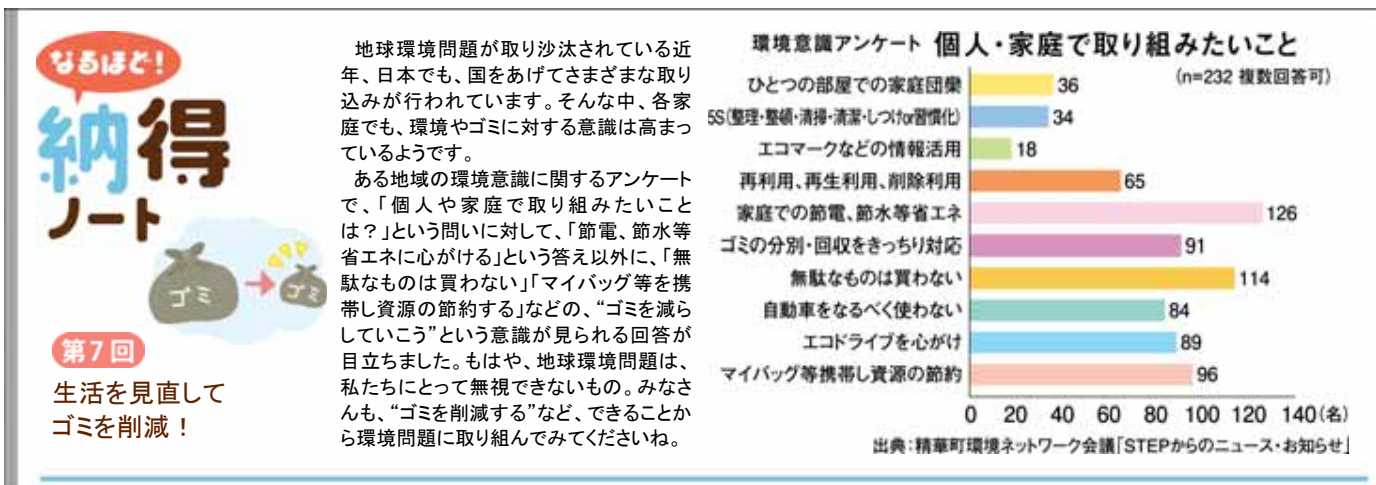 なるほど！
納得
ノート
ゴミ
ゴミ
第7回
生活を見直して
ゴミを削減！
地球環境問題が取り沙汰されている近
年、日本でも、国をあげてさまざまな取り
込みが行われています。そんな中、各家
庭でも、環境やゴミに対する意識は高まっ
ているようです。
ある地域の環境意識に関するアンケート
で、「個人や家庭で取り組みたいこと
は？」という問いに対して、「節電、節水等
省エネに心がける」という答え以外に、「無
駄なものは買わない」「マイバッグ等を携
帯し資源の節約する」などの、“ゴミを減ら
していこう”という意識が見られる回答が
目立ちました。もはや、地球環境問題は、
私たちにとって無視できないもの。みなさ
んも、“ゴミを削減する”など、できることか
ら環境問題に取り組んでみてくださいね。
環境意識アンケート 個人・家庭で取り組みたいこと
(n=232 複数回答可)
ひとつの部屋での家庭団欒 36
5S(整理・整頓・清掃・清潔・しつけor習慣化) 34
エコマークなどの情報活用 18
再利用、再生利用、削除利用 65
家庭での節電、節水等省エネ 126
ゴミの分別・回収をきっちり対応 91
無駄なものは買わない 114
自動車をなるべく使わない 84
エコドライブを心がけ 89
マイバッグ等携帯し資源の節約 96
0 20 40 60 80 100 120 140(名)
出典：精華町環境ネットワーク会議「STEPからのニュース・お知らせ」